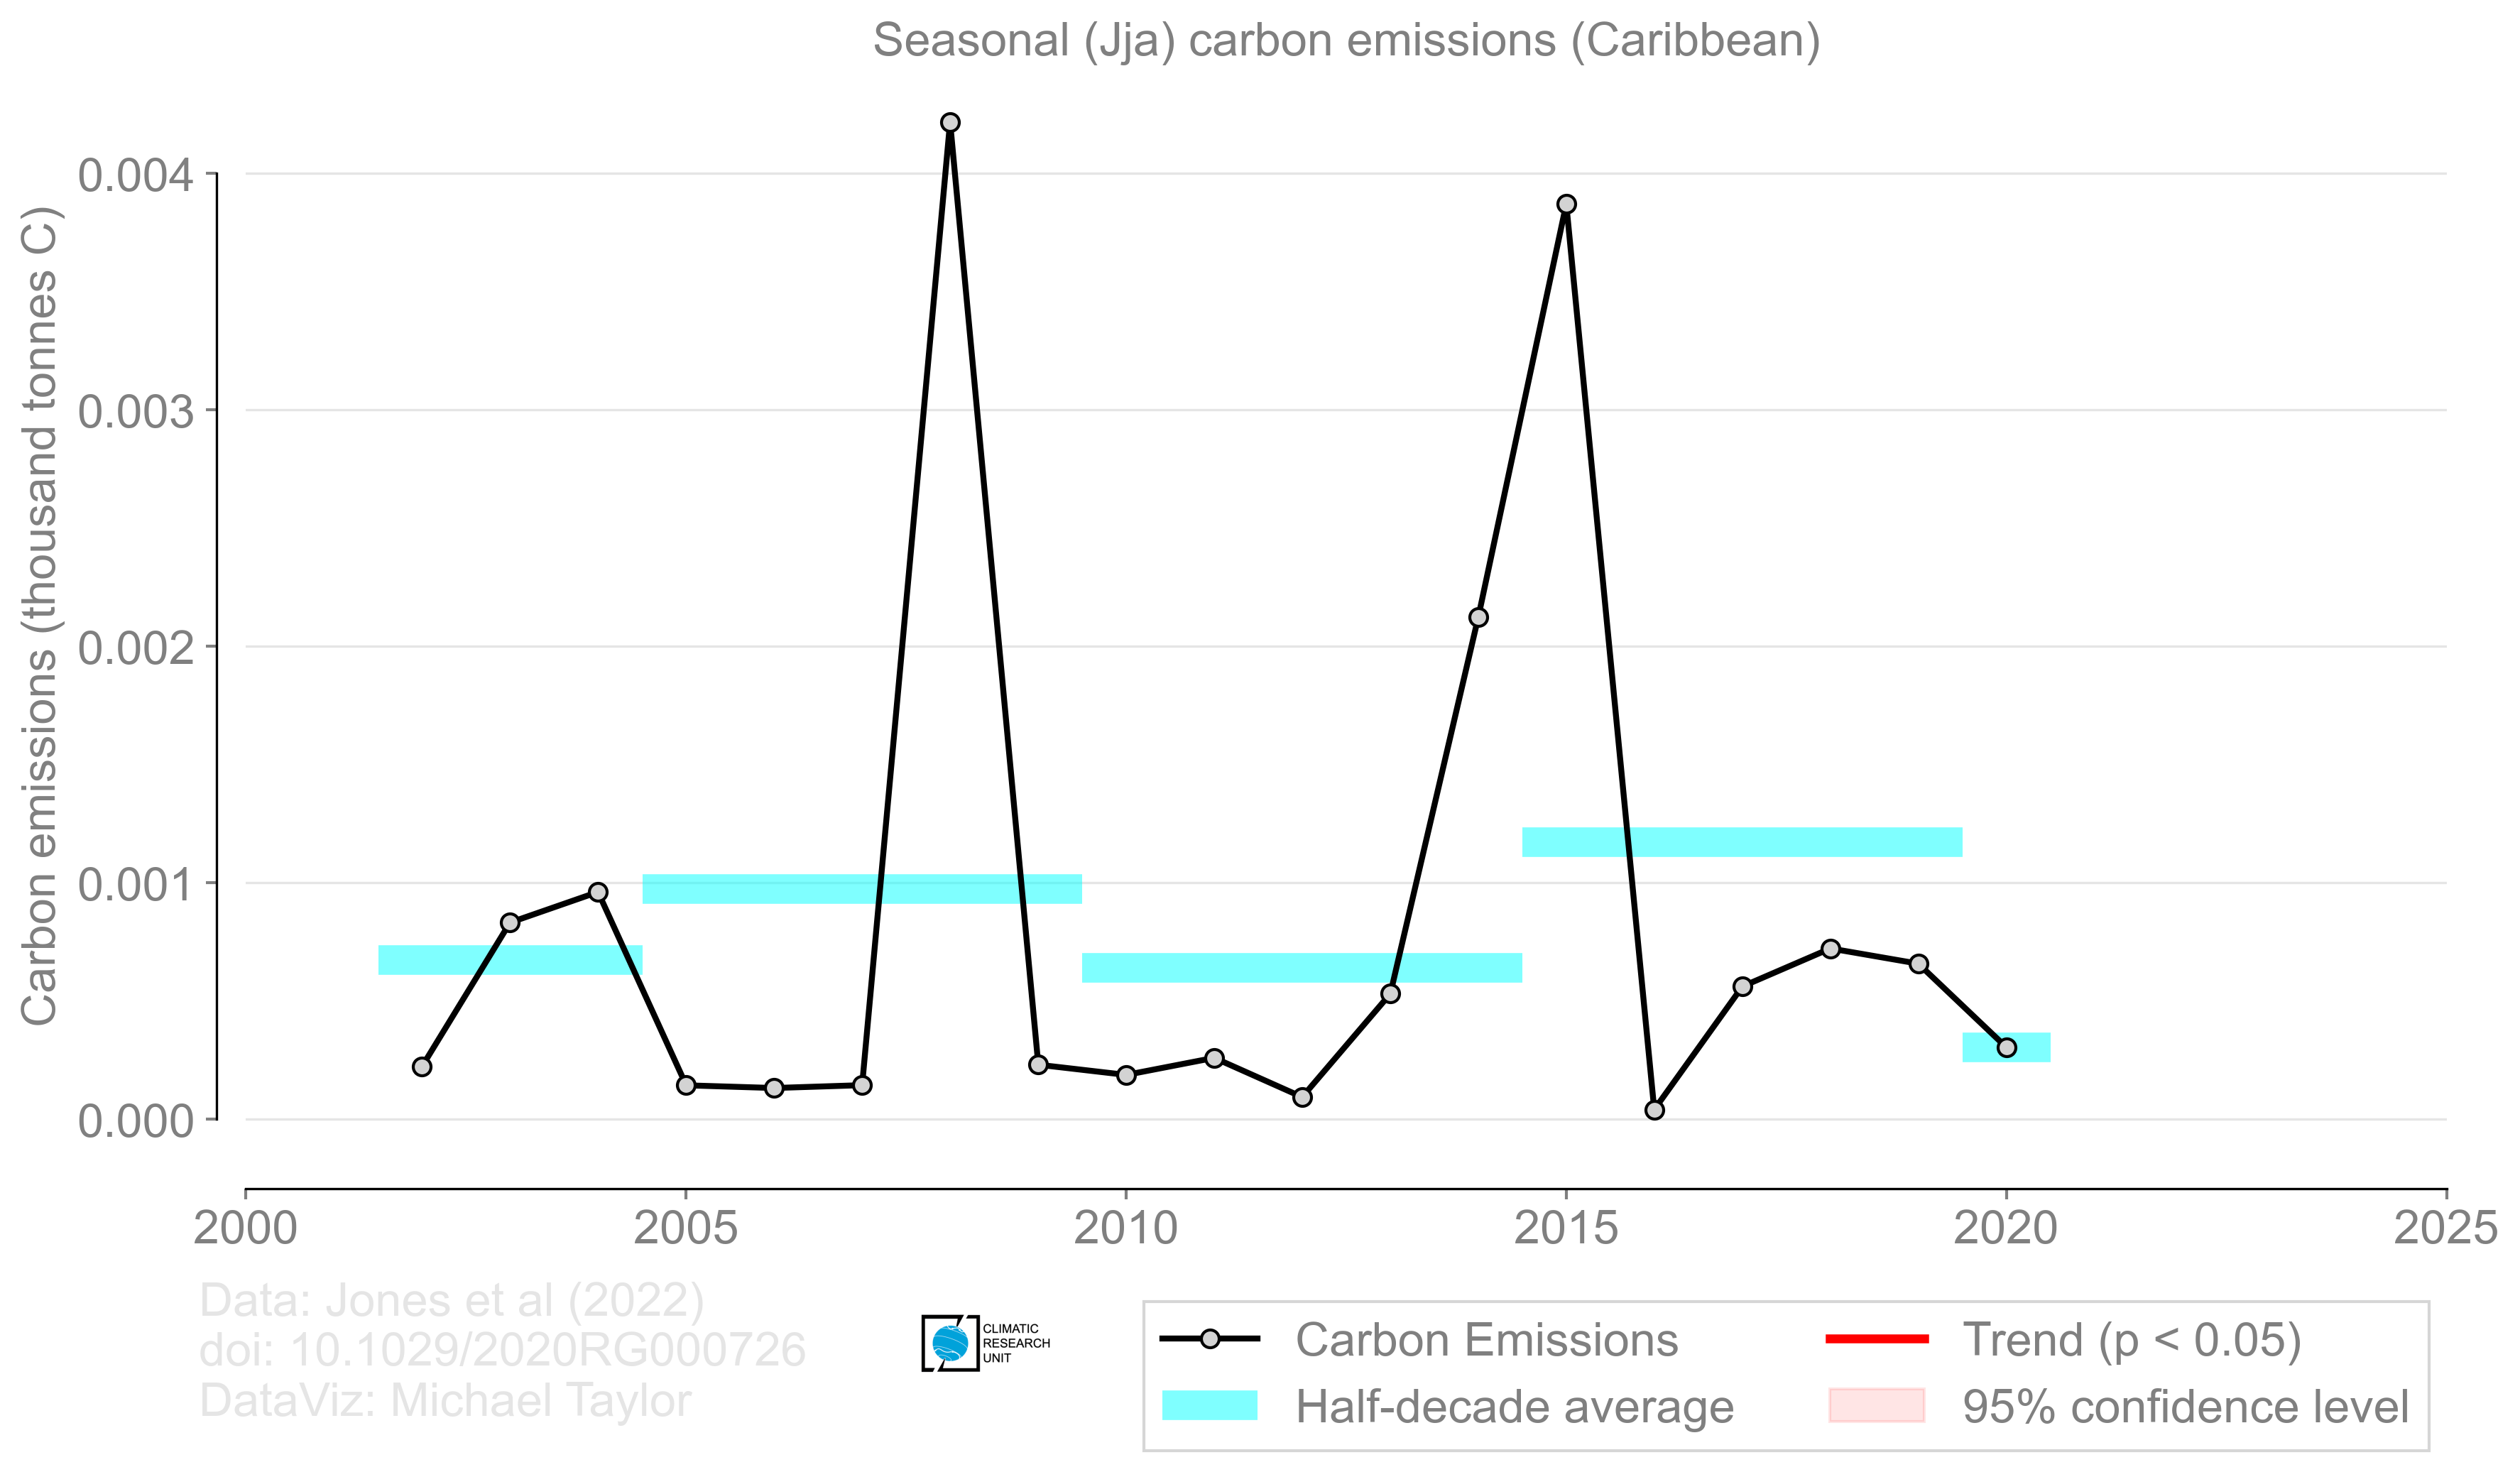 Seasonal (Jja) carbon emissions (Caribbean)
Carbon emissions (thousand tonnes C)
0.004
0.003
0.002
0.001
0.000
2000
2005
2010
2015
2020
2025
Data: Jones et al (2022)
doi: 10.1029/2020RG000726
DataViz: Michael Taylor
CLIMATIC
RESEARCH
UNIT
Carbon Emissions
Half-decade average
Trend (p < 0.05)
95% confidence level